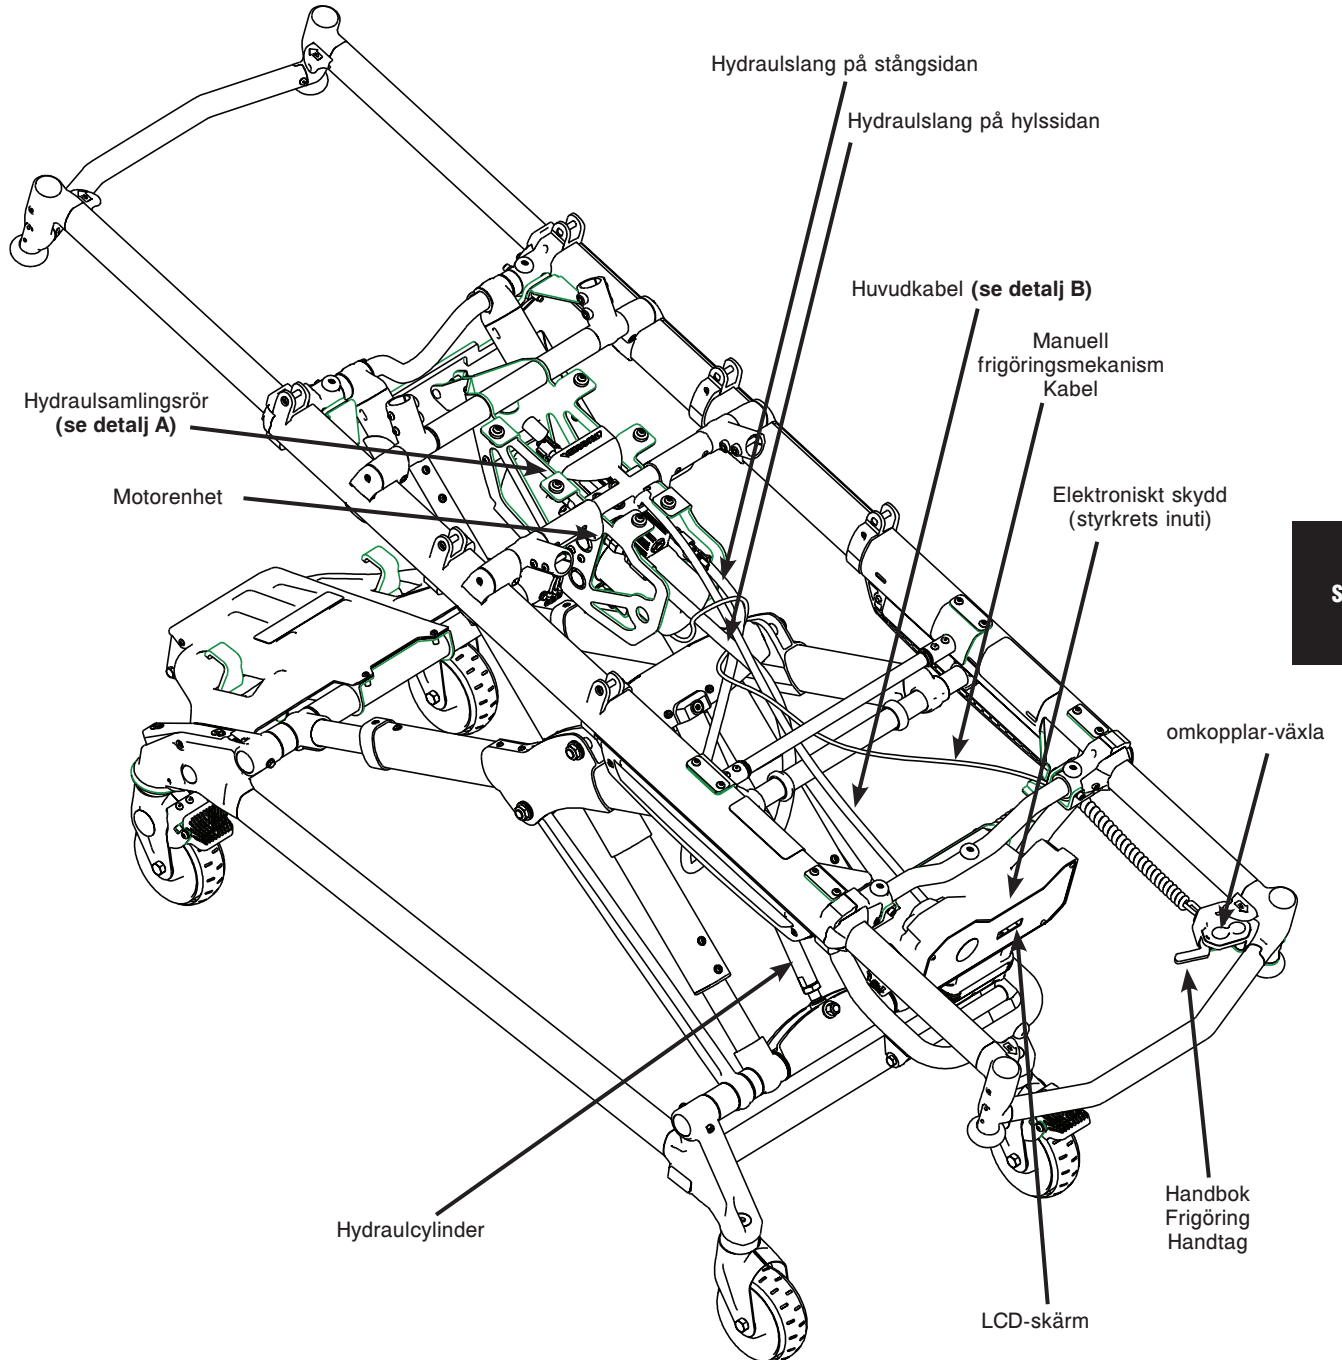 Hydraulslang på stångsidan
Hydraulslang på hylssidan
Huvudkabel (se detalj B)
Manuell
frigöringsmekanism
Kabel
Hydraulsamlingsrör
(se detalj A)
Motorenhet
Elektroniskt skydd
(styrkrets inuti)
omkopplar-växla
Handbok
Frigöring
Handtag
Hydraulcylinder
LCD-skärm